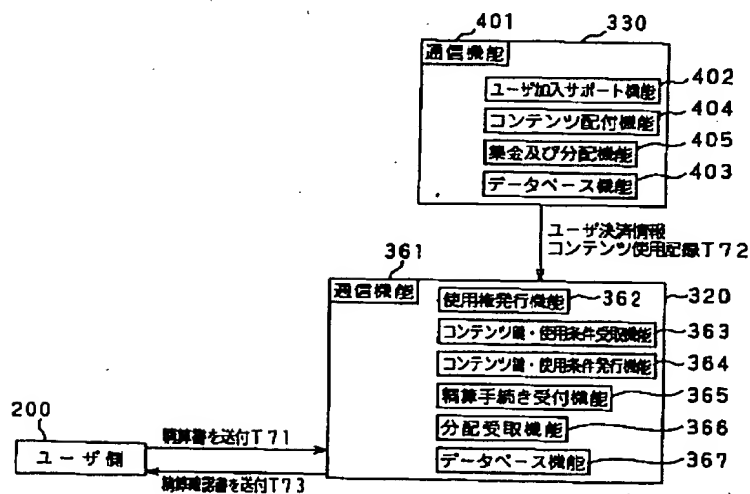 401
330
通信機能
402
ユーザ加入サポート機能
404
コンテンツ配付機能
405
集金及び分配機能
403
データベース機能
ユーザ決済情報
コンテンツ使用記録T72
361
通信機能
使用権発行機能
362
320
コンテンツ鍵・使用条件受取機能
363
コンテンツ鍵・使用条件発行機能
364
精算手続き受付機能
365
分配受取機能
366
データベース機能
367
200
ユーザ側
精算書を送付T71
精算確認書を送付T73